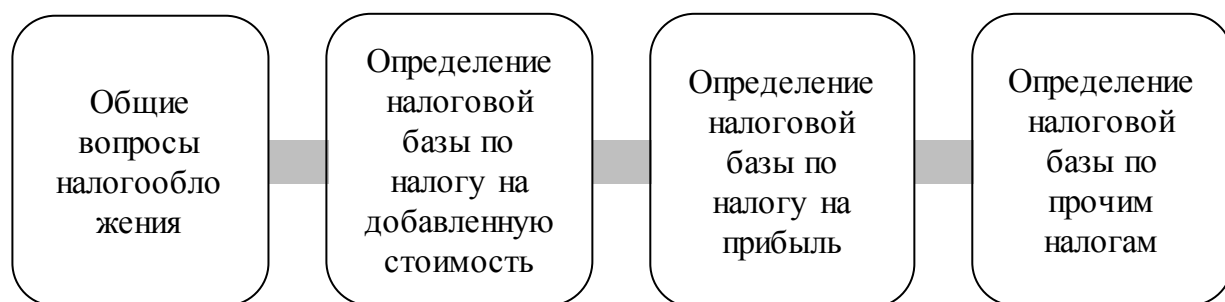 Общие
вопросы
налогообло
жения
Определение
налоговой
базы по
налогу на
добавленную
стоимость
Определение
налоговой
базы по
налогу на
прибыль
Определение
налоговой
базы по
прочим
налогам